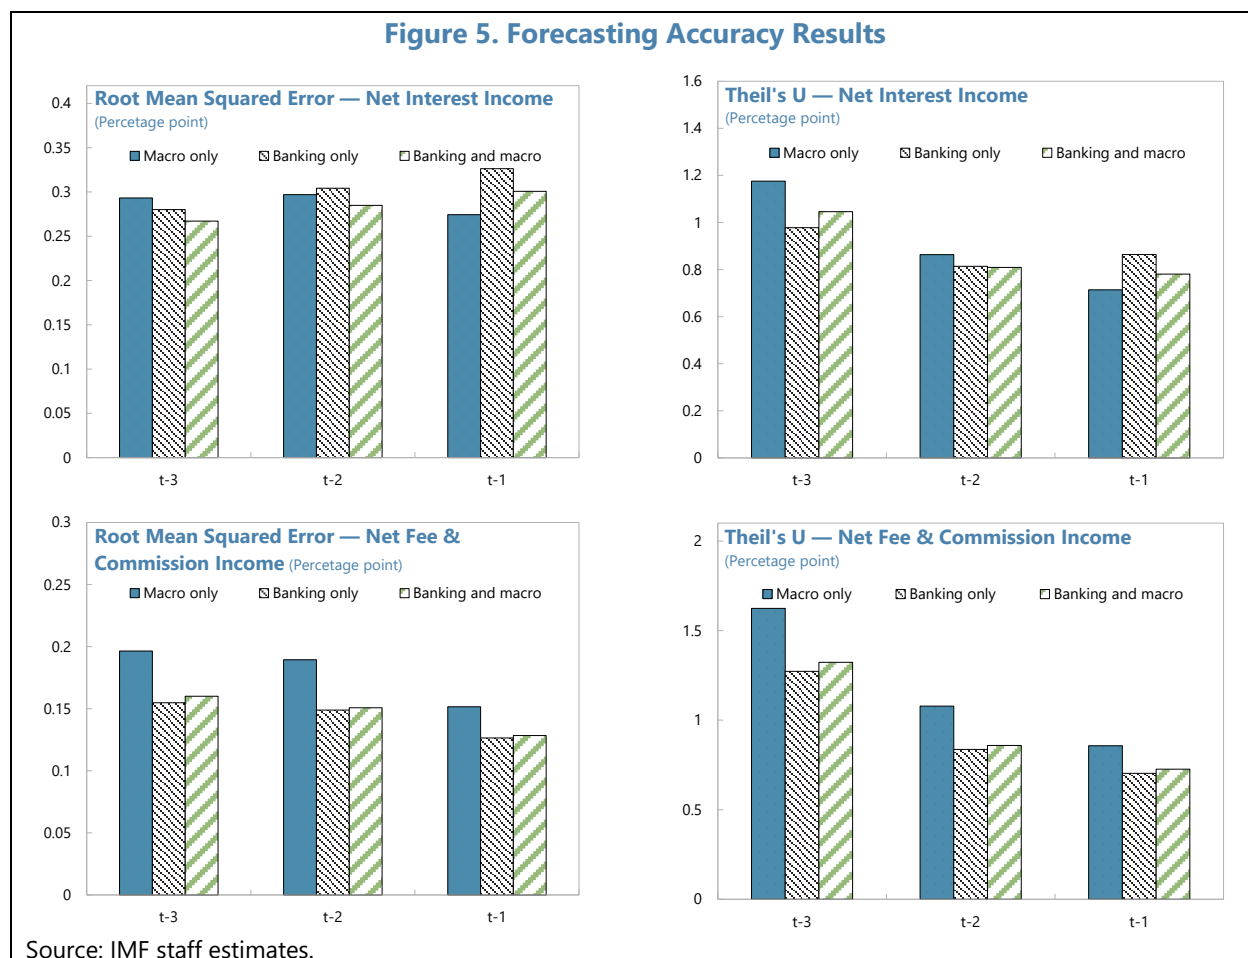 Figure 5. Forecasting Accuracy Results
Root Mean Squared Error — Net Interest Income
(Percetage point)
Macro only Banking only Banking and macro
0.4
0.35
0.3
0.25
0.2
0.15
0.1
0.05
0
t-3 t-2 t-1
Theil's U — Net Interest Income
(Percetage point)
Macro only Banking only Banking and macro
1.6
1.4
1.2
1
0.8
0.6
0.4
0.2
0
t-3 t-2 t-1
Root Mean Squared Error — Net Fee &
Commission Income (Percetage point)
Macro only Banking only Banking and macro
0.3
0.25
0.2
0.15
0.1
0.05
0
t-3 t-2 t-1
Theil's U — Net Fee & Commission Income
(Percetage point)
Macro only Banking only Banking and macro
2
1.5
1
0.5
0
t-3 t-2 t-1
Source: IMF staff estimates.